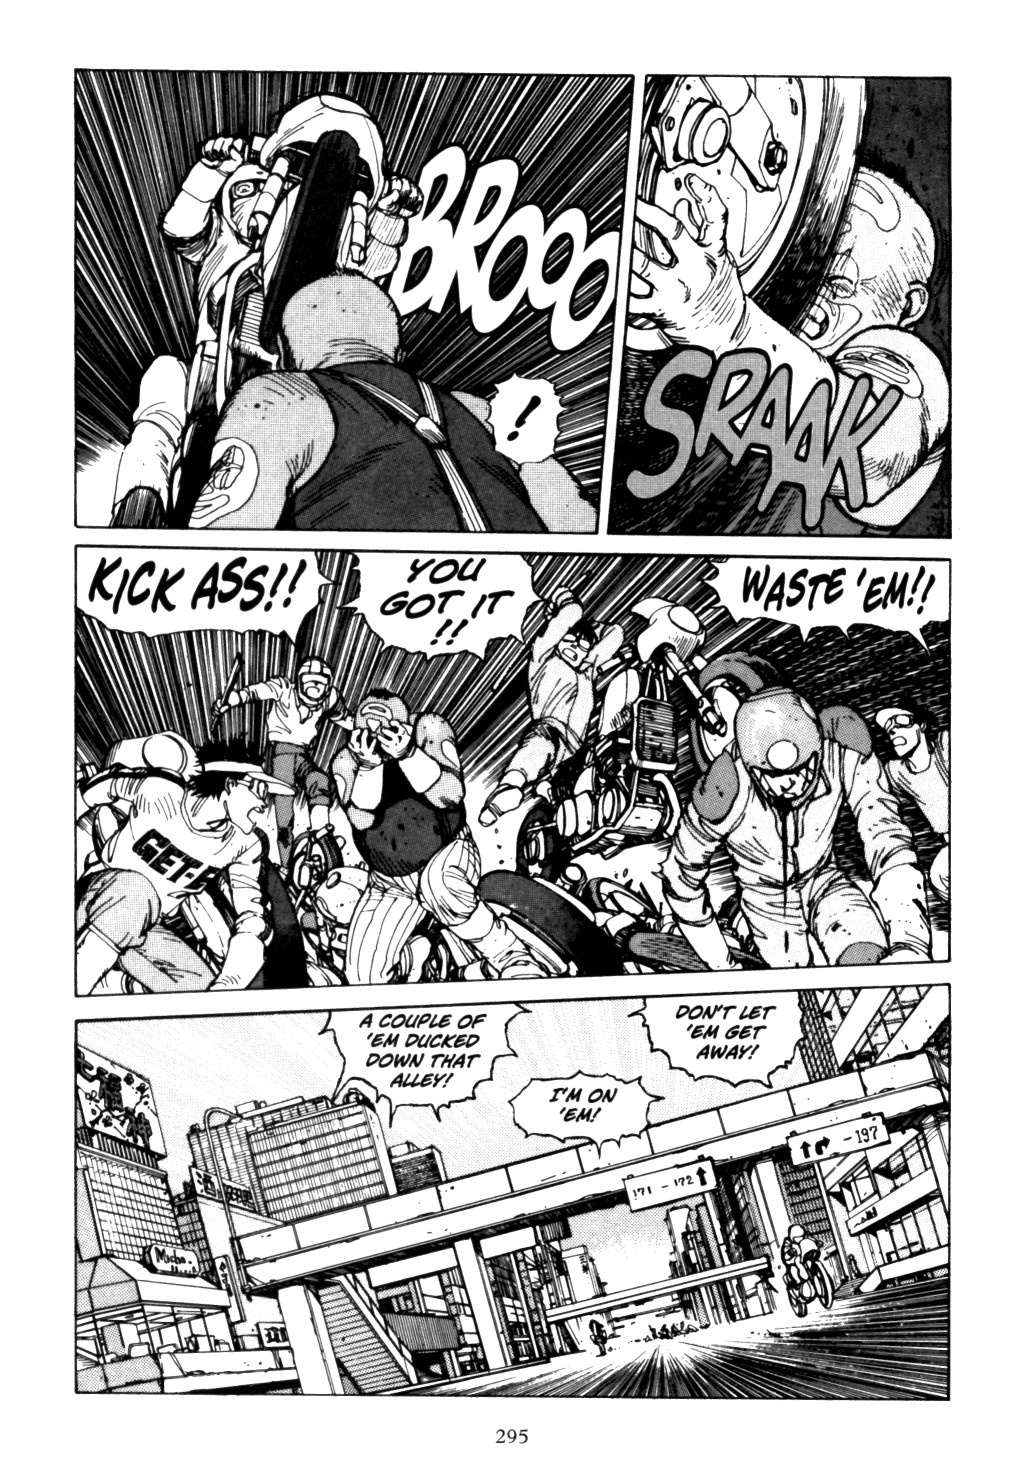 BROOO
!
SRAAK
KICK ASS!!
YOU
GOT IT
!!
WASTE 'EM!!
GET-
A COUPLE OF
'EM DUCKED
DOWN THAT
ALLEY!
I'M ON
'EM!
DON'T LET
'EM GET
AWAY!
171 - 172
- 197
酒
295